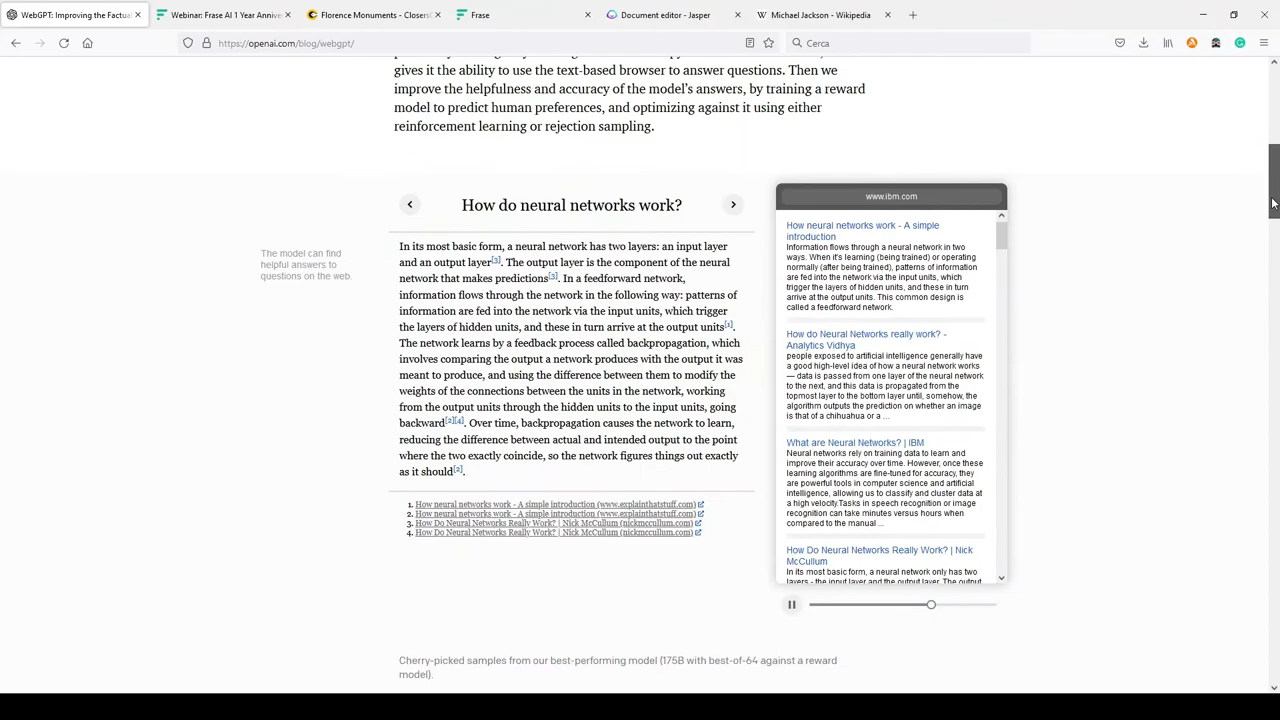 WebGPT: Improving the Factua
Webinar: Frase AI 1 Year Annive
Florence Monuments - ClosersC
Frase
Document editor - Jasper
Michael Jackson - Wikipedia
https://openai.com/blog/webgpt/
Cerca
gives it the ability to use the text-based browser to answer questions. Then we
improve the helpfulness and accuracy of the model's answers, by training a reward
model to predict human preferences, and optimizing against it using either
reinforcement learning or rejection sampling.
The model can find
helpful answers to
questions on the web.
How do neural networks work?
In its most basic form, a neural network has two layers: an input layer
and an output layer[3]. The output layer is the component of the neural
network that makes predictions[3]. In a feedforward network,
information flows through the network in the following way: patterns of
information are fed into the network via the input units, which trigger
the layers of hidden units, and these in turn arrive at the output units[1].
The network learns by a feedback process called backpropagation, which
involves comparing the output a network produces with the output it was
meant to produce, and using the difference between them to modify the
weights of the connections between the units in the network, working
from the output units through the hidden units to the input units, going
backward[2][4]. Over time, backpropagation causes the network to learn,
reducing the difference between actual and intended output to the point
where the two exactly coincide, so the network figures things out exactly
as it should[2].
1. How neural networks work - A simple introduction (www.explainthatstuff.com)
2. How neural networks work - A simple introduction (www.explainthatstuff.com)
3. How Do Neural Networks Really Work? | Nick McCullum (nickmccullum.com)
4. How Do Neural Networks Really Work? | Nick McCullum (nickmccullum.com)
www.ibm.com
How neural networks work - A simple
introduction
Information flows through a neural network in two
ways. When it's learning (being trained) or operating
normally (after being trained), patterns of information
are fed into the network via the input units, which
trigger the layers of hidden units, and these in turn
arrive at the output units. This common design is
called a feedforward network.
How do Neural Networks really work? -
Analytics Vidhya
people exposed to artificial intelligence generally have
a good high-level idea of how a neural network works
— data is passed from one layer of the neural network
to the next, and this data is propagated from the
topmost layer to the bottom layer until, somehow, the
algorithm outputs the prediction on whether an image
is that of a chihuahua or a ...
What are Neural Networks? | IBM
Neural networks rely on training data to learn and
improve their accuracy over time. However, once these
learning algorithms are fine-tuned for accuracy, they
are powerful tools in computer science and artificial
intelligence, allowing us to classify and cluster data at
a high velocity.Tasks in speech recognition or image
recognition can take minutes versus hours when
compared to the manual ...
How Do Neural Networks Really Work? | Nick
McCullum
In its most basic form, a neural network only has two
layers - the input layer and the output layer. The output
Cherry-picked samples from our best-performing model (175B with best-of-64 against a reward
model).